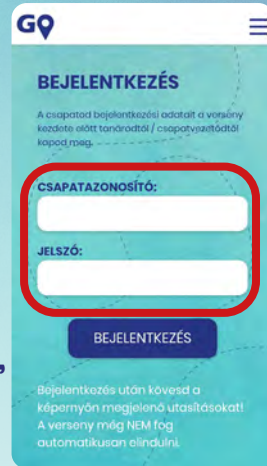 GO
BEJELENTKEZÉS
A csapatod bejelentkezési adatait a verseny
kezdete előtt tanárodtól / csapatvezetődtől
kapod meg.
CSAPATAZONOSÍTÓ:
JELSZÓ:
BEJELENTKEZÉS
,
Bejelentkezés után kövesd a
képernyőn megjelenő utasításokat!
A verseny még NEM fog
automatikusan elindulni.